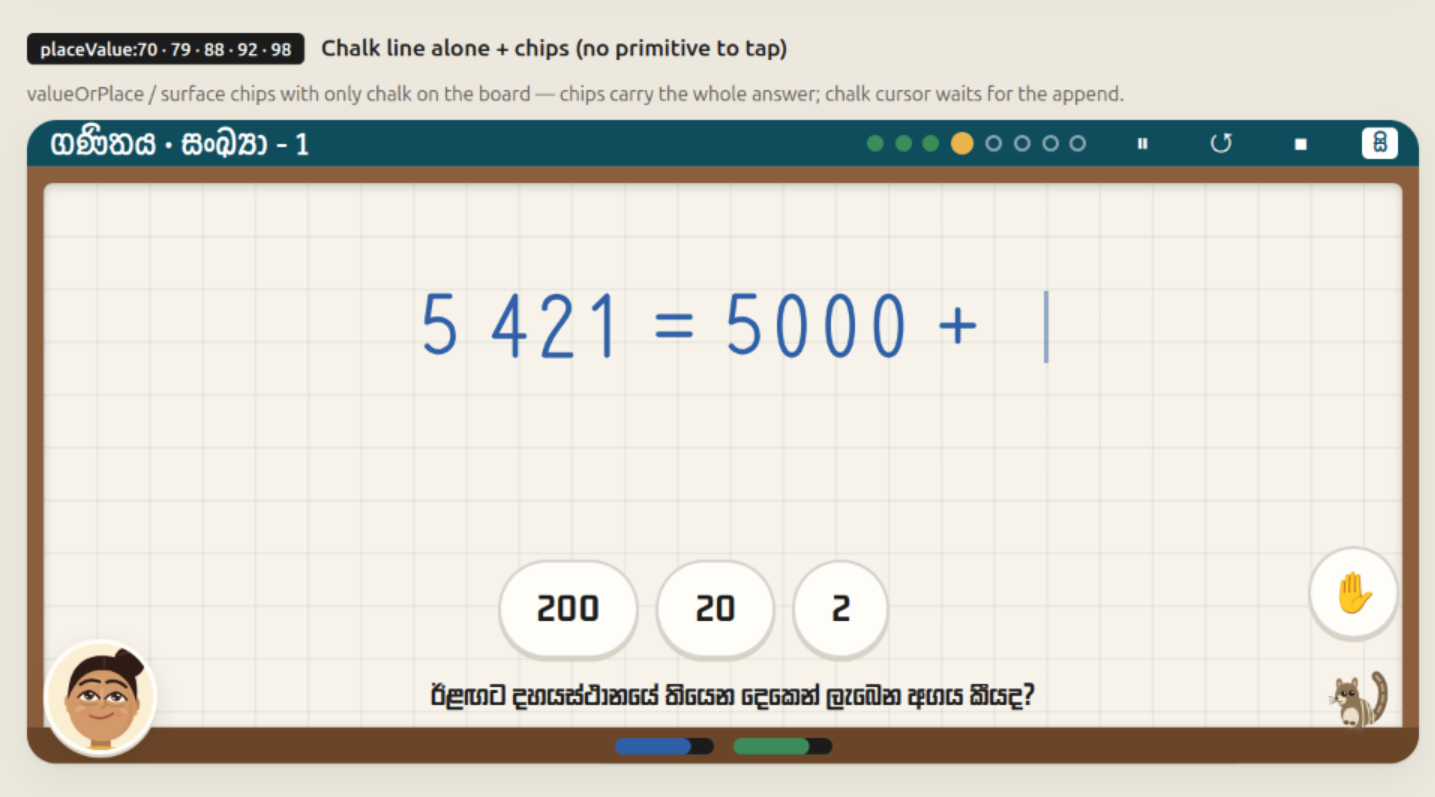 placeValue:70 · 79 · 88 · 92 · 98 Chalk line alone + chips (no primitive to tap)
valueOrPlace / surface chips with only chalk on the board — chips carry the whole answer; chalk cursor waits for the append.
ගණිතය · සංඛ්‍යා - 1 සිං
5 421 = 5000 +
200 20 2
ඊළඟට දහයස්ථානයේ තියෙන දෙකෙන් ලැබෙන අගය කීයද?